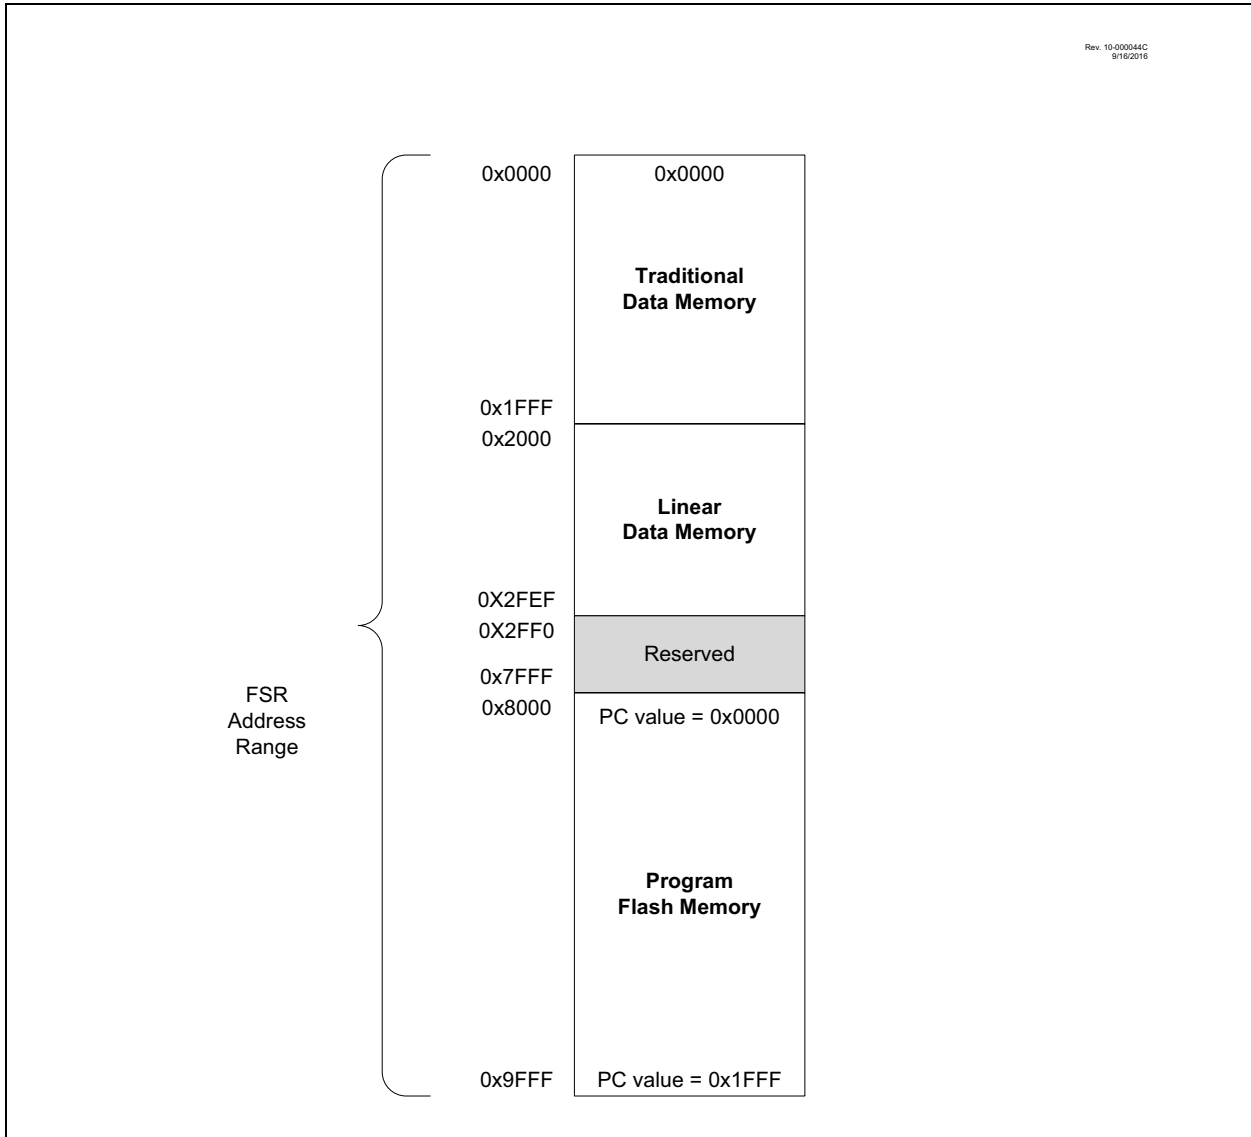 Rev. 10-000044C
9/16/2016
0x0000
0x0000
Traditional
Data Memory
0x1FFF
0x2000
Linear
Data Memory
0X2FEF
0X2FF0
Reserved
0x7FFF
0x8000
PC value = 0x0000
FSR
Address
Range
Program
Flash Memory
0x9FFF
PC value = 0x1FFF